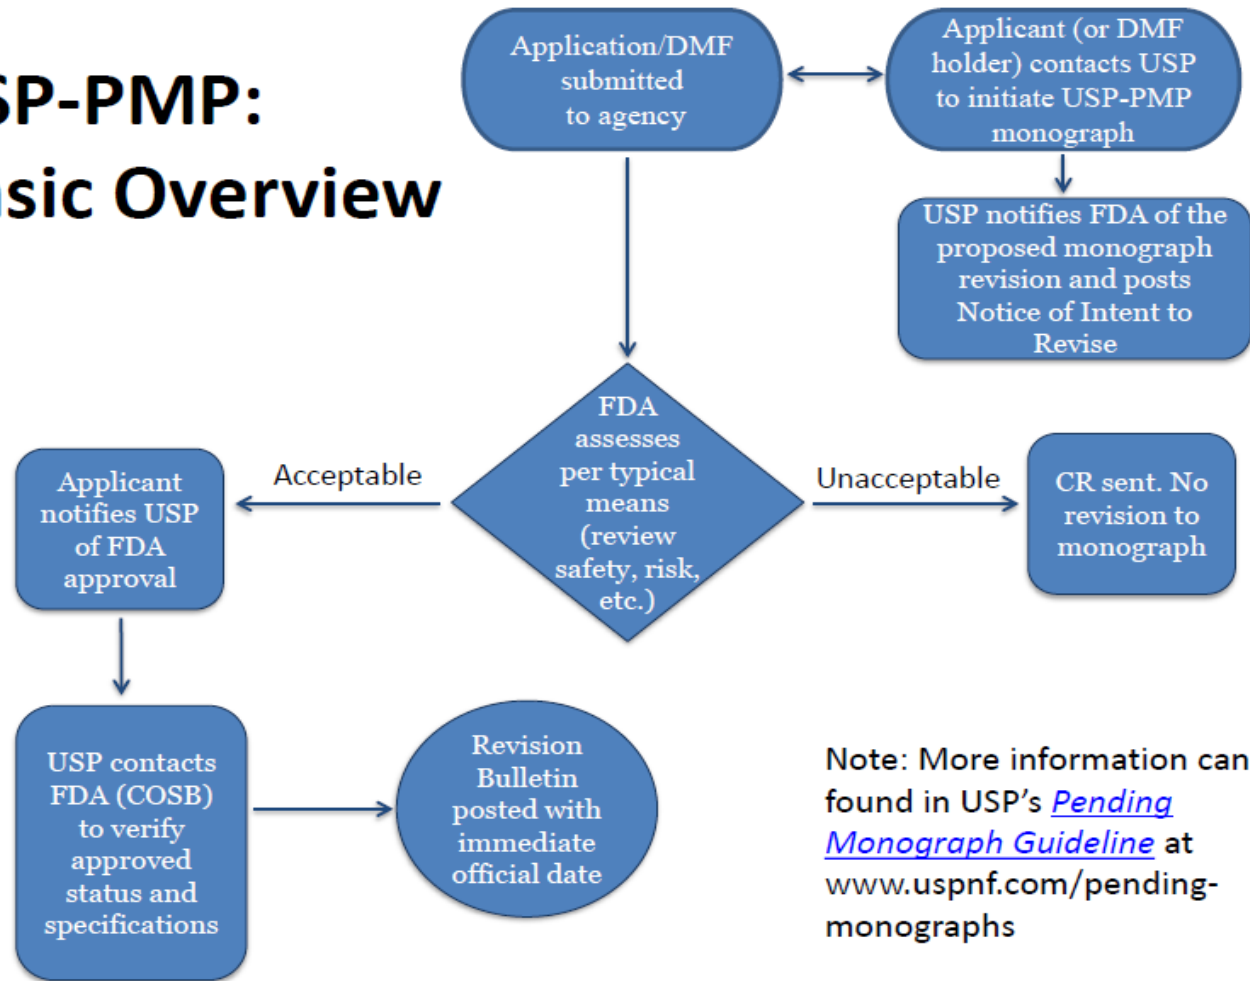 SP-PMP:
asic Overview
Application/DMF
submitted
to agency
Applicant (or DMF
holder) contacts USP
to initiate USP-PMP
monograph
USP notifies FDA of the
proposed monograph
revision and posts
Notice of Intent to
Revise
FDA
assesses
per typical
means
(review
safety, risk,
etc.)
Acceptable
Unaccceptable
Applicant
notifies USP
of FDA
approval
CR sent. No
revision to
monograph
USP contacts
FDA (COSB)
to verify
approved
status and
specifications
Revision
Bulletin
posted with
immediate
official date
Note: More information can
found in USP’s Pending
Monograph Guideline at
www.uspnf.com/pending-
monographs